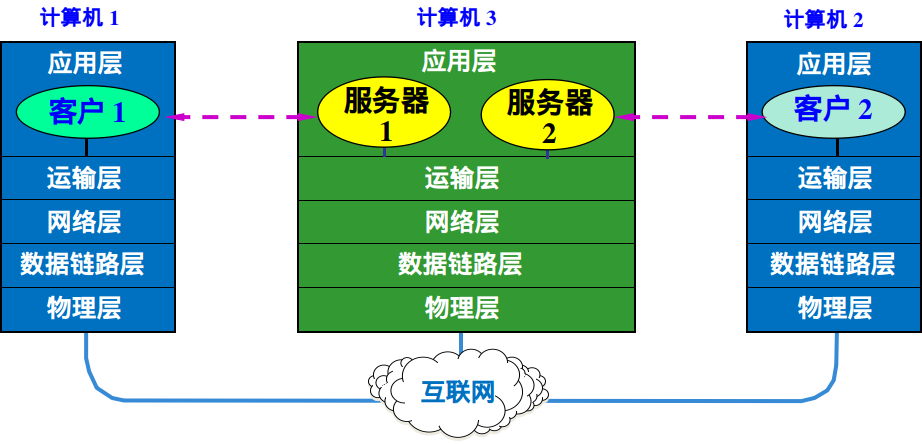 计算机 1
计算机 3
计算机 2
应用层
客户 1
运输层
网络层
数据链路层
物理层
应用层
服务器
1
服务器
2
运输层
网络层
数据链路层
物理层
应用层
客户 2
运输层
网络层
数据链路层
物理层
互联网